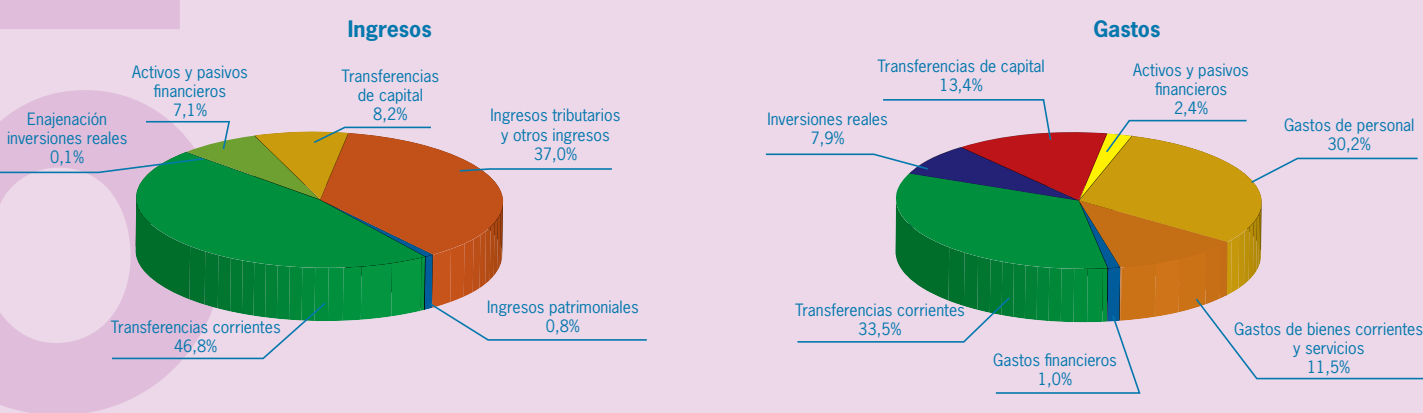 Ingresos
Activos y pasivos
financieros
7,1%
Transferencias
de capital
8,2%
Enajenación
inversiones reales
0,1%
Ingresos tributarios
y otros ingresos
37,0%
Transferencias corrientes
46,8%
Ingresos patrimoniales
0,8%
Gastos
Transferencias de capital
13,4%
Activos y pasivos
financieros
2,4%
Inversiones reales
7,9%
Gastos de personal
30,2%
Transferencias corrientes
33,5%
Gastos financieros
1,0%
Gastos de bienes corrientes
y servicios
11,5%